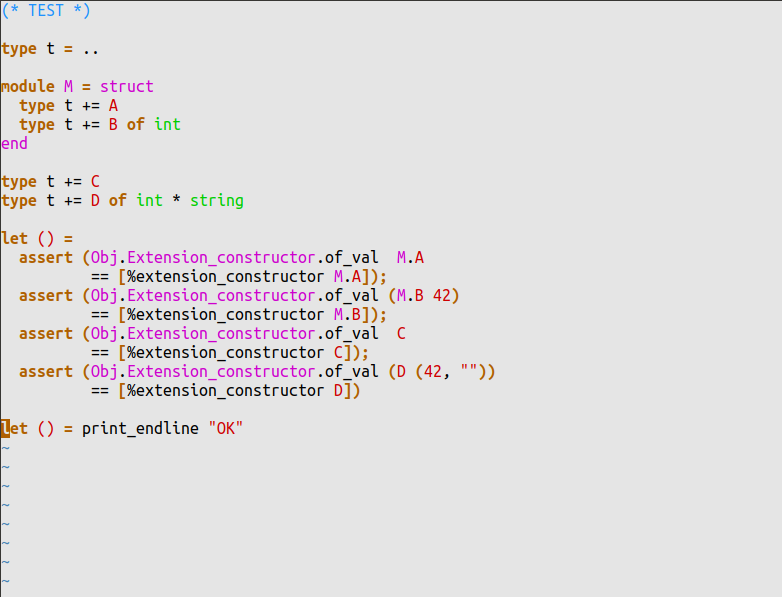 (* TEST *)

type t = ..

module M = struct
  type t += A
  type t += B of int
end

type t += C
type t += D of int * string

let () =
  assert (Obj.Extension_constructor.of_val  M.A
          == [%extension_constructor M.A]);
  assert (Obj.Extension_constructor.of_val (M.B 42)
          == [%extension_constructor M.B]);
  assert (Obj.Extension_constructor.of_val  C
          == [%extension_constructor C]);
  assert (Obj.Extension_constructor.of_val (D (42, ""))
          == [%extension_constructor D])

let () = print_endline "OK"
~
~
~
~
~
~
~
~